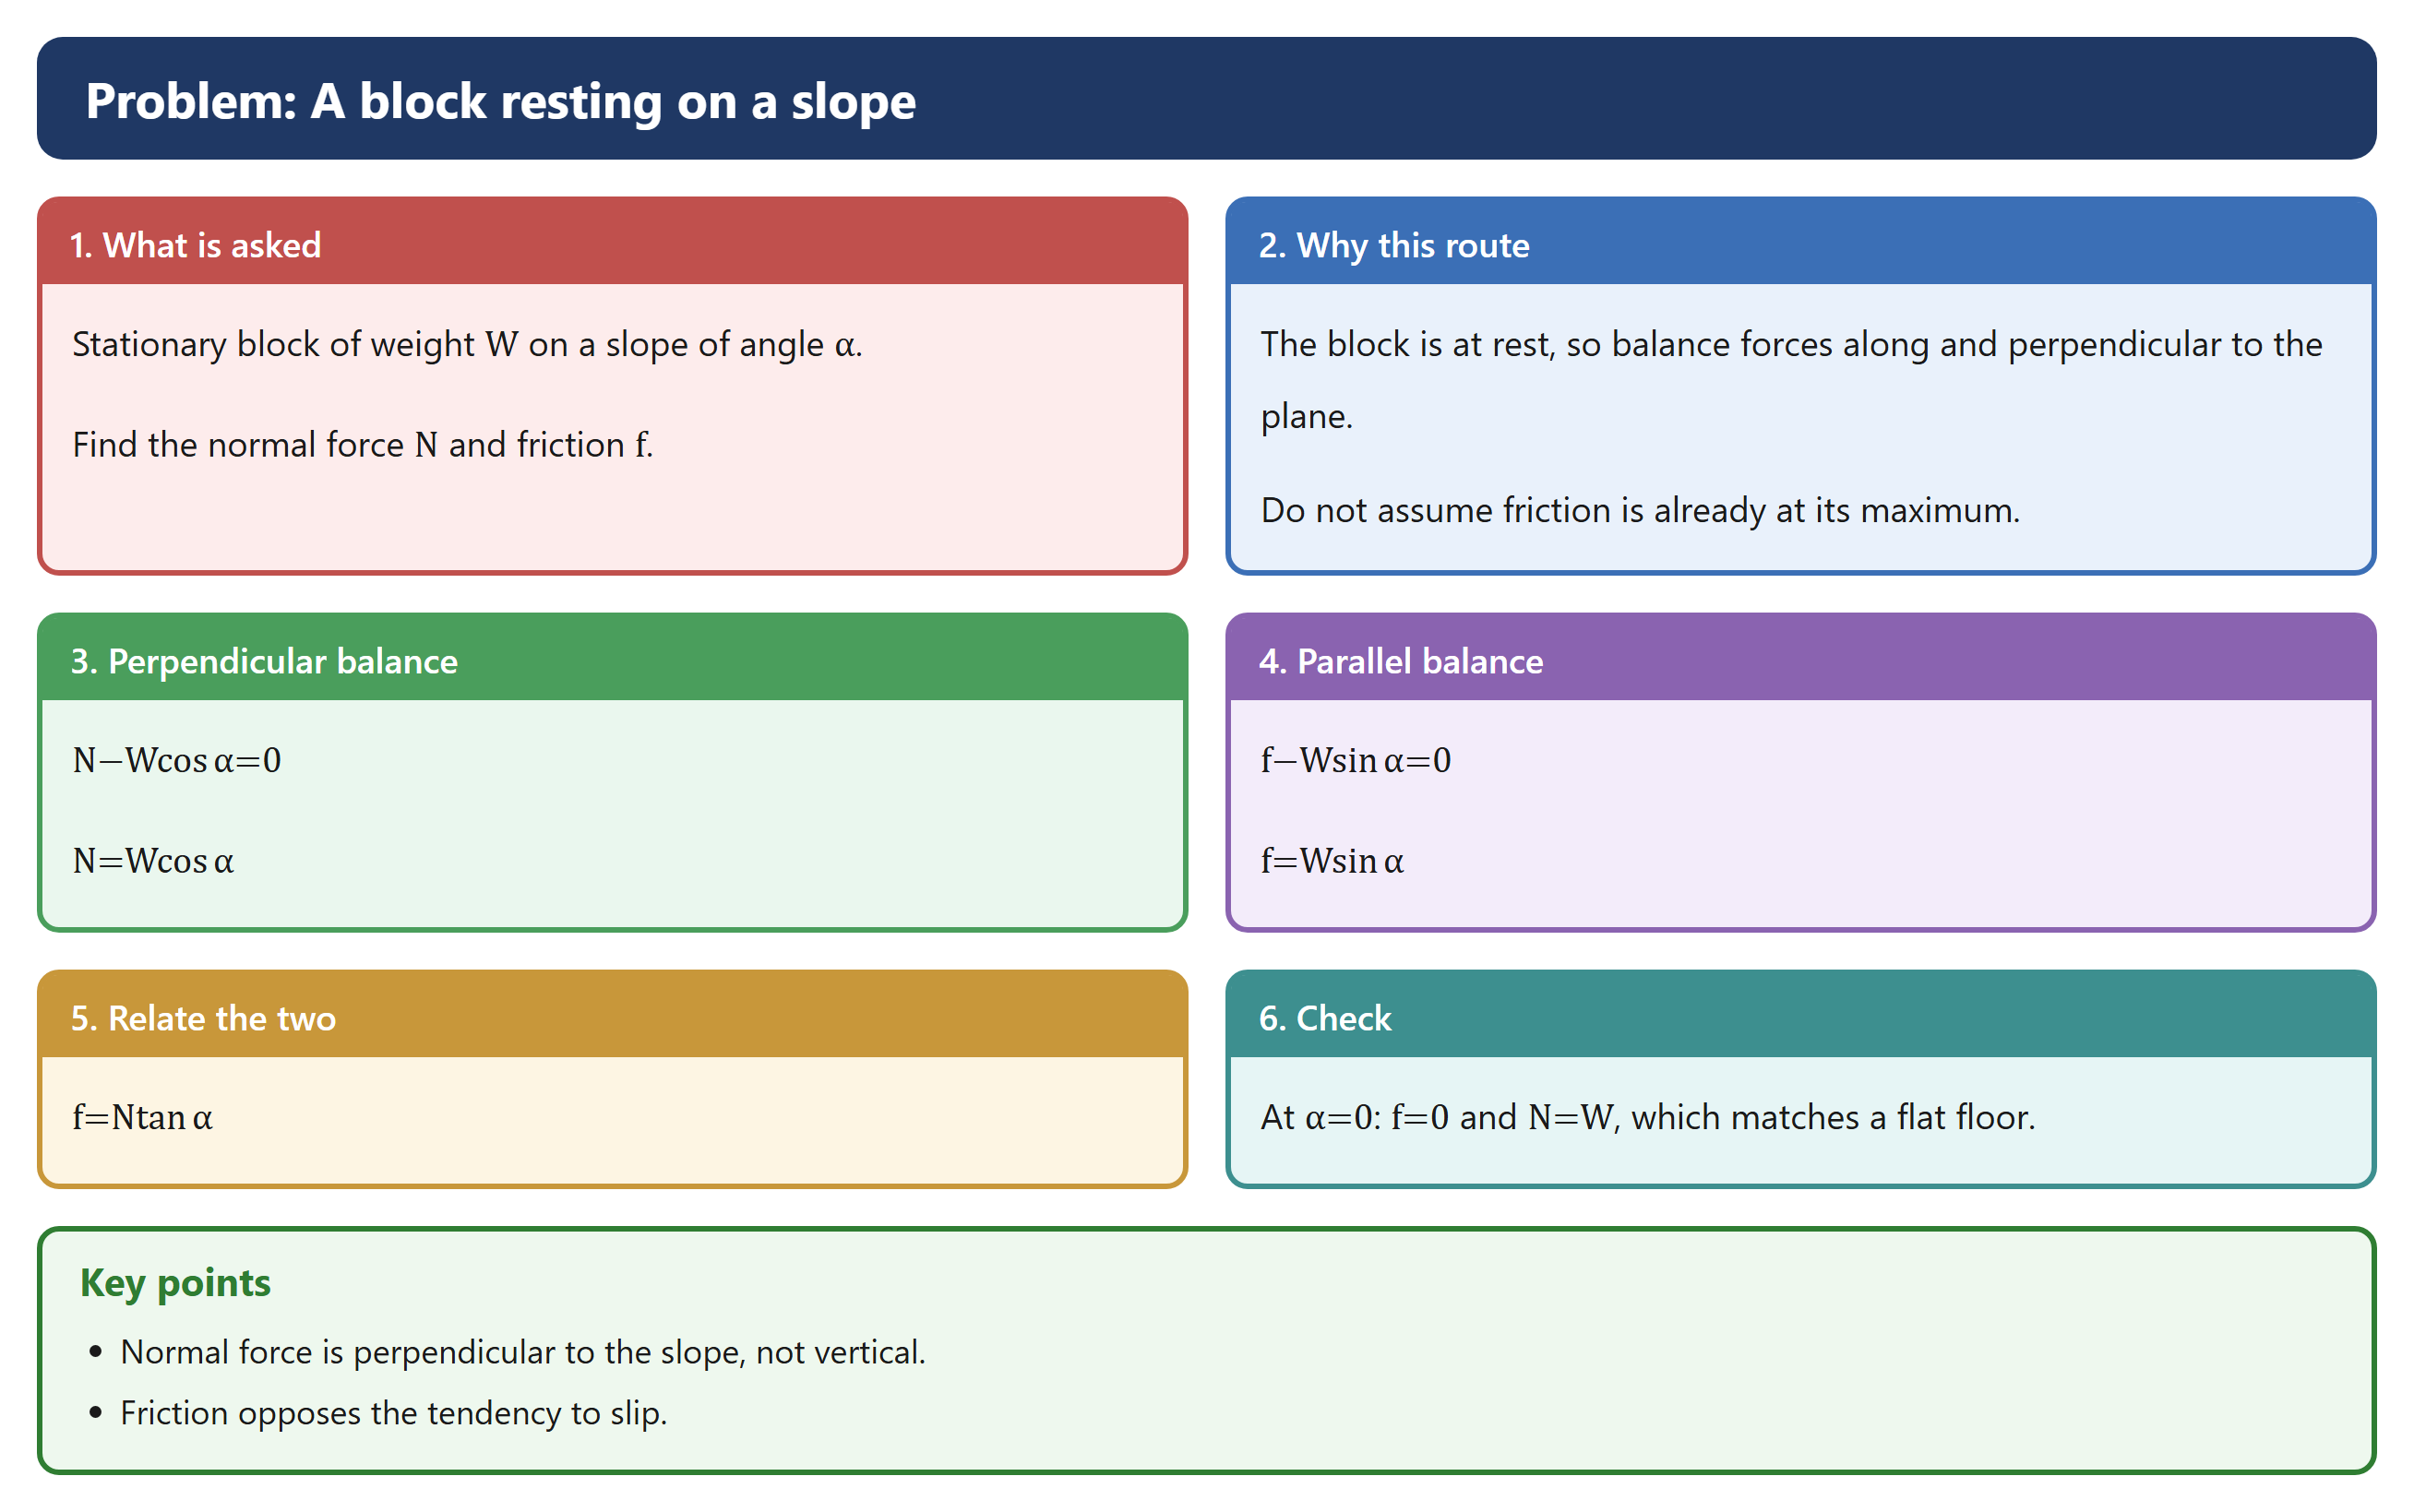 Problem: A block resting on a slope
1. What is asked
Stationary block of weight W on a slope of angle α.
Find the normal force N and friction f.
2. Why this route
The block is at rest, so balance forces along and perpendicular to the
plane.
Do not assume friction is already at its maximum.
3. Perpendicular balance
N−Wcos α=0
N=Wcos α
4. Parallel balance
f−Wsin α=0
f=Wsin α
5. Relate the two
f=Ntan α
6. Check
At α=0: f=0 and N=W, which matches a flat floor.
Key points
• Normal force is perpendicular to the slope, not vertical.
• Friction opposes the tendency to slip.